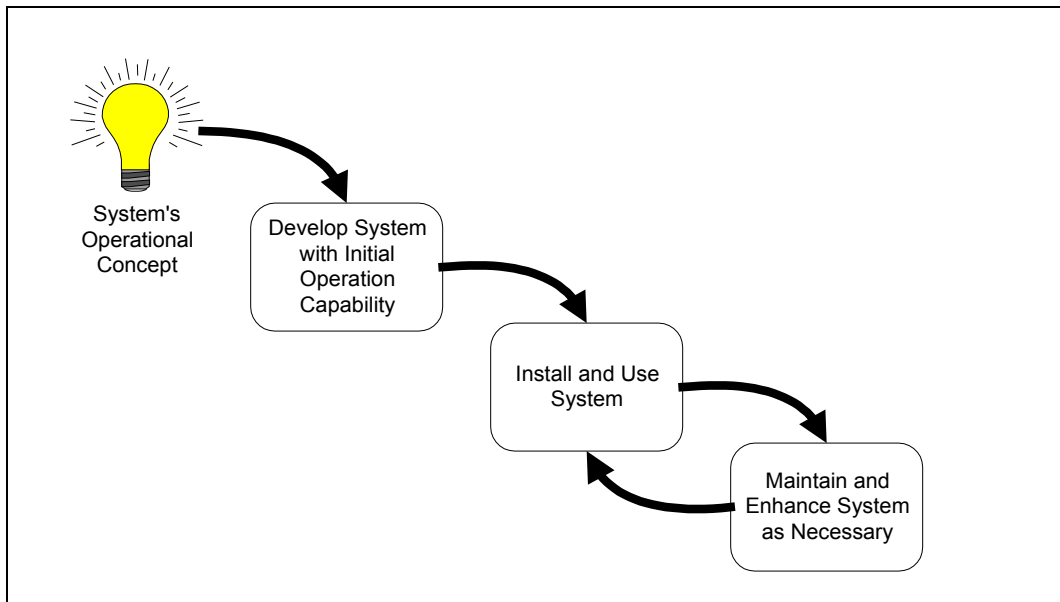 System's
Operational
Concept
Develop System
with Initial
Operation
Capability
Install and Use
System
Maintain and
Enhance System
as Necessary